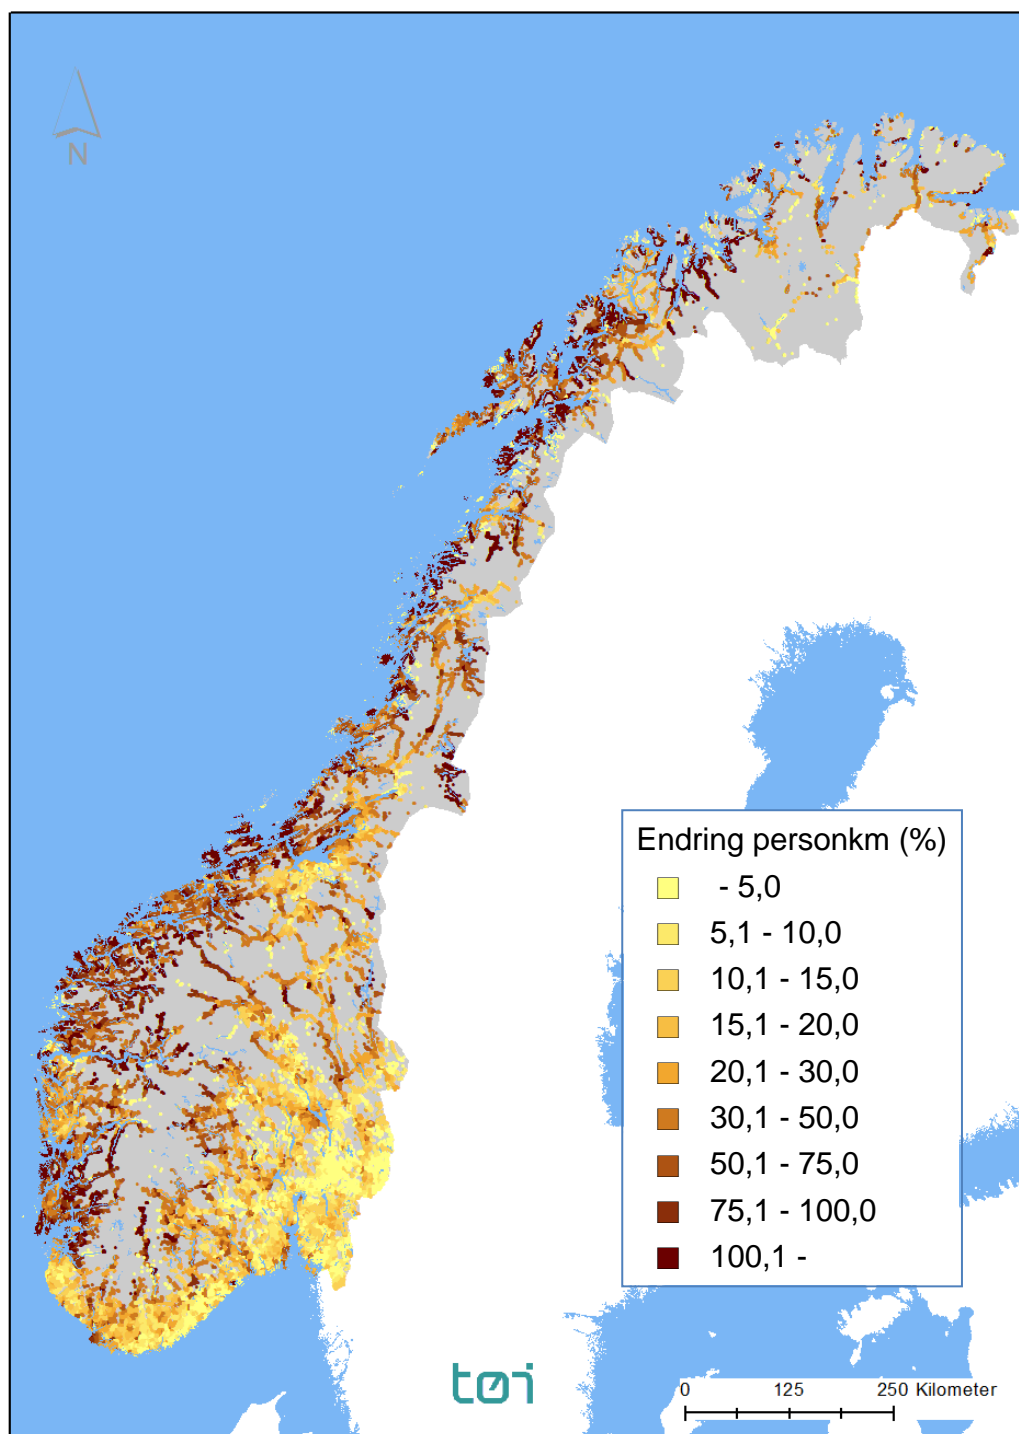 N
Endring personkm (%)
- 5,0
5,1 - 10,0
10,1 - 15,0
15,1 - 20,0
20,1 - 30,0
30,1 - 50,0
50,1 - 75,0
75,1 - 100,0
100,1 -
tøi
0 125 250 Kilometer